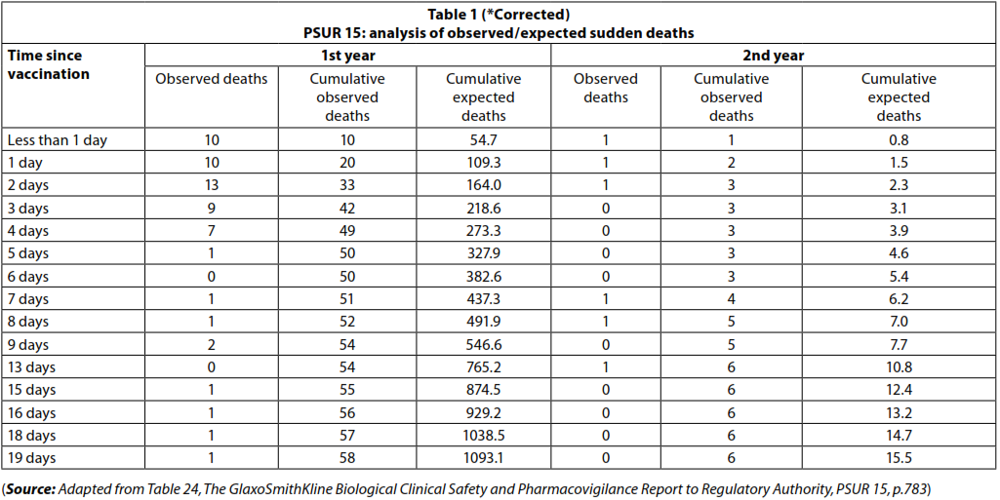 Table 1 (*Corrected)
PSUR 15: analysis of observed/expected sudden deaths
Time since vaccination 1st year 2nd year
Observed deaths Cumulative observed deaths Cumulative expected deaths Observed deaths Cumulative observed deaths Cumulative expected deaths
Less than 1 day 10 10 54.7 1 1 0.8
1 day 10 20 109.3 1 2 1.5
2 days 13 33 164.0 1 3 2.3
3 days 9 42 218.6 0 3 3.1
4 days 7 49 273.3 0 3 3.9
5 days 1 50 327.9 0 3 4.6
6 days 0 50 382.6 0 3 5.4
7 days 1 51 437.3 1 4 6.2
8 days 1 52 491.9 1 5 7.0
9 days 2 54 546.6 0 5 7.7
13 days 0 54 765.2 1 6 10.8
15 days 1 55 874.5 0 6 12.4
16 days 1 56 929.2 0 6 13.2
18 days 1 57 1038.5 0 6 14.7
19 days 1 58 1093.1 0 6 15.5
(Source: Adapted from Table 24, The GlaxoSmithKline Biological Clinical Safety and Pharmacovigilance Report to Regulatory Authority, PSUR 15, p.783)